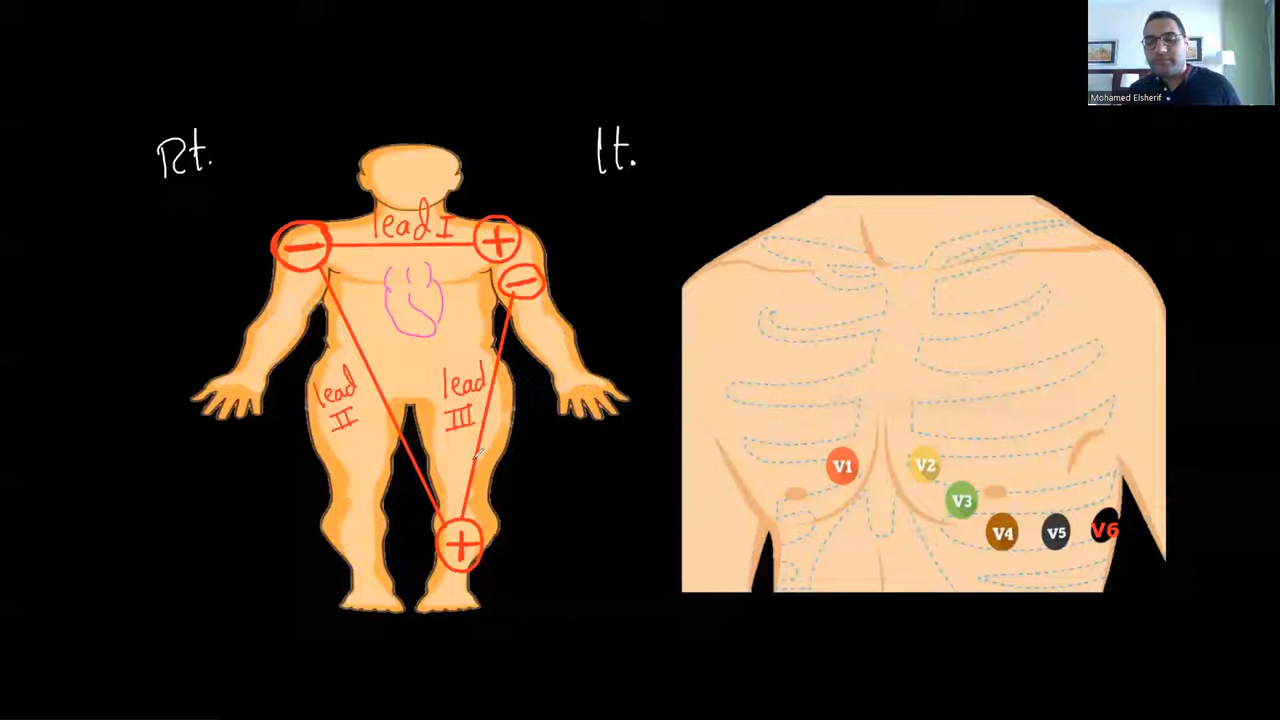 Mohamed Elsherif
Rt.
lt.
lead I
lead
II
lead
III
V1
V2
V3
V4
V5
V6